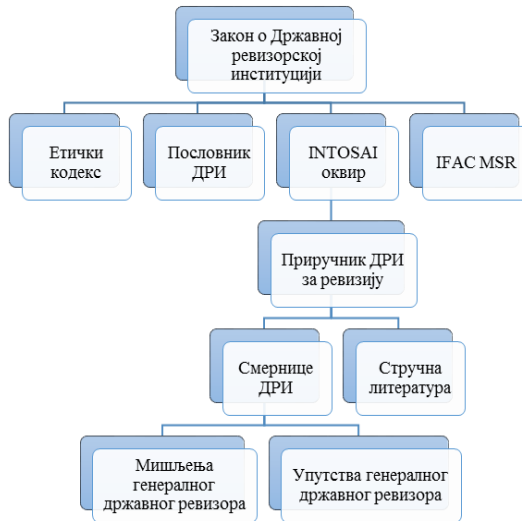 Закон о Државној
ревизорској
институцији
Етички
кодекс
Пословник
ДРИ
INTOSAI
оквир
IFAC MSR
Приручник ДРИ
за ревизију
Смернице
ДРИ
Стручна
литература
Мишљења
генералног
државног ревизора
Упутства генералног
државног ревизора